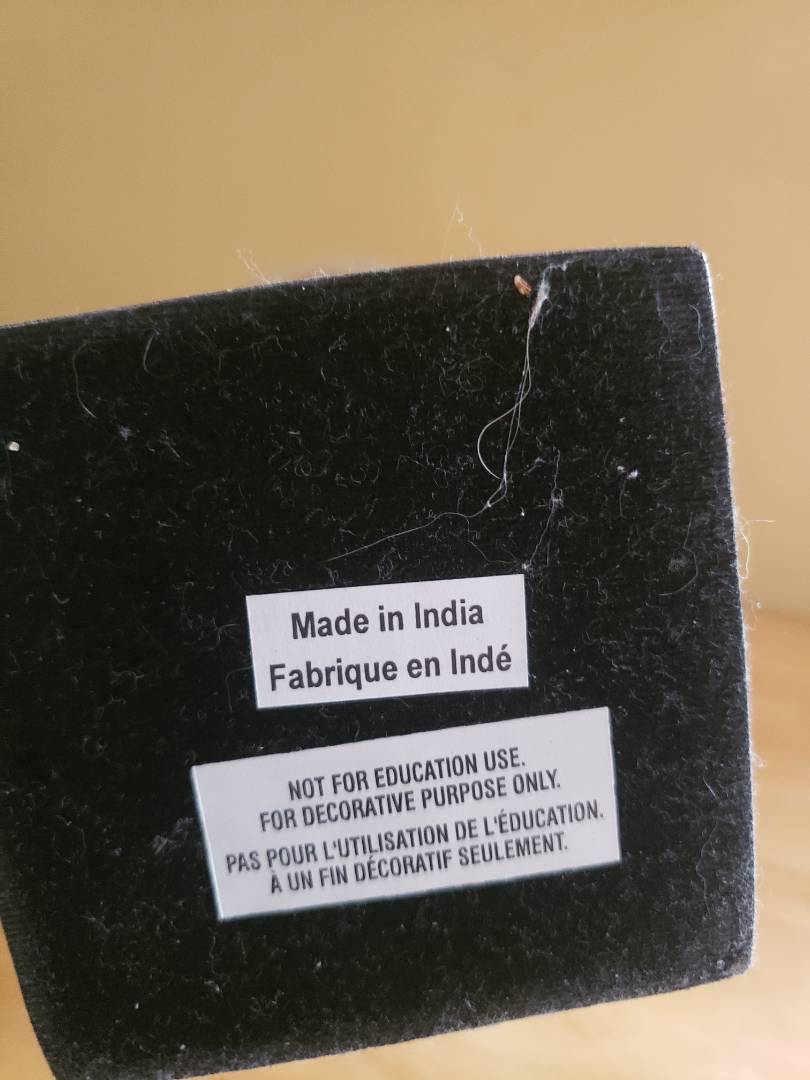 Made in India
Fabrique en Indé
NOT FOR EDUCATION USE.
FOR DECORATIVE PURPOSE ONLY.
PAS POUR L'UTILISATION DE L'ÉDUCATION.
À UN FIN DÉCORATIF SEULEMENT.